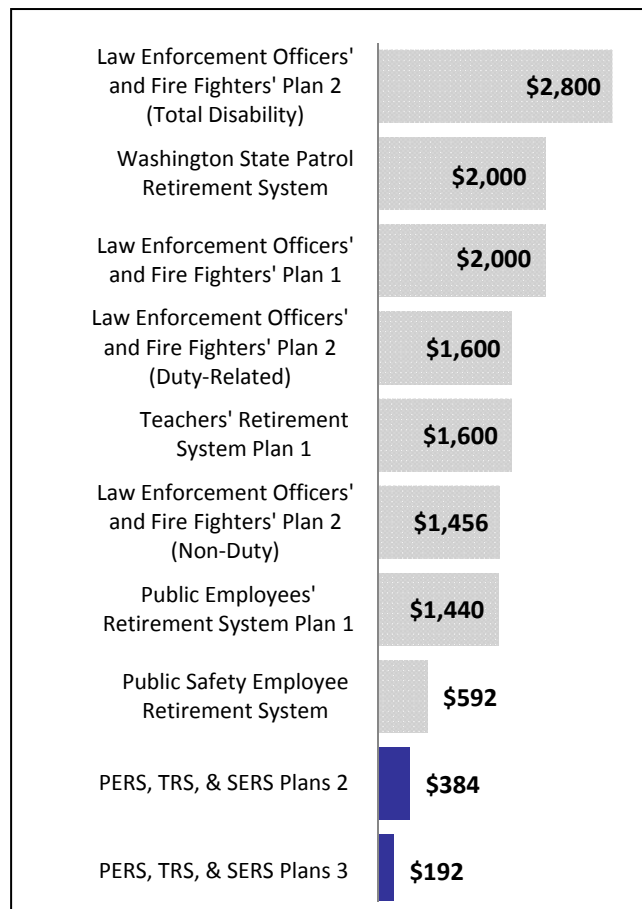 Law Enforcement Officers'
and Fire Fighters' Plan 2
(Total Disability)
$2,800
Washington State Patrol
Retirement System
$2,000
Law Enforcement Officers'
and Fire Fighters' Plan 1
$2,000
Law Enforcement Officers'
and Fire Fighters' Plan 2
(Duty-Related)
$1,600
Teachers' Retirement
System Plan 1
$1,600
Law Enforcement Officers'
and Fire Fighters' Plan 2
(Non-Duty)
$1,456
Public Employees'
Retirement System Plan 1
$1,440
Public Safety Employee
Retirement System
$592
PERS, TRS, & SERS Plans 2
$384
PERS, TRS, & SERS Plans 3
$192